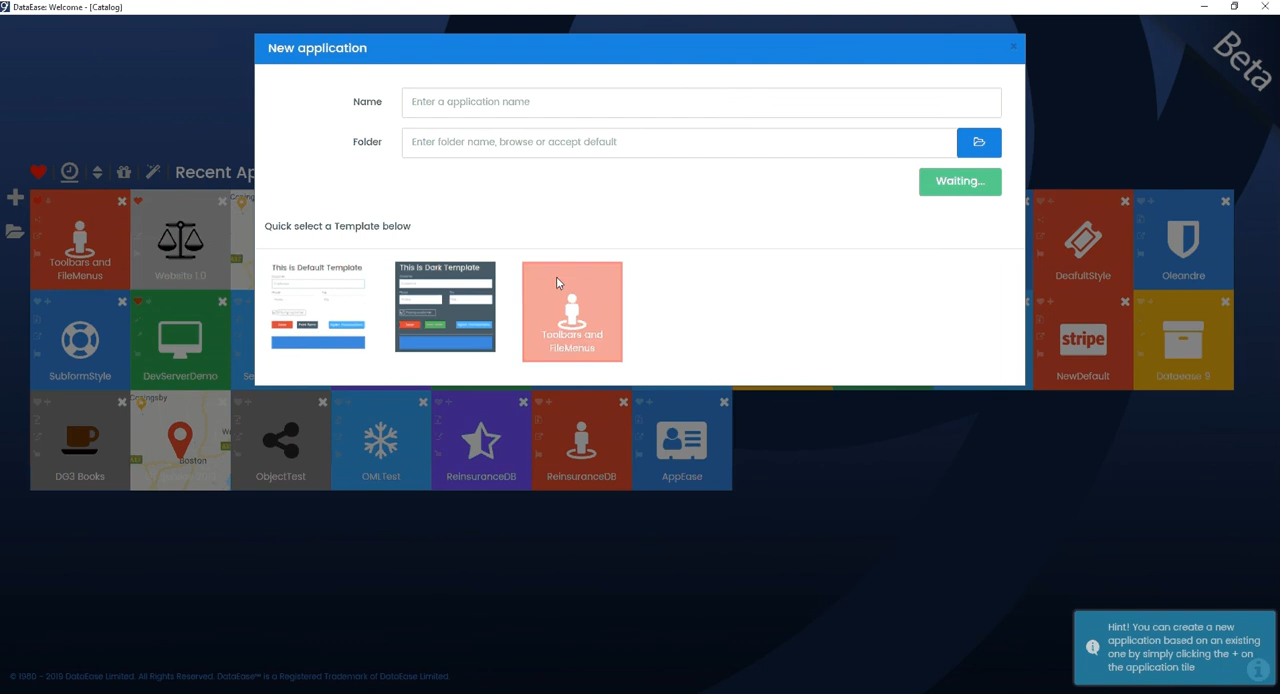 DataEase: Welcome - [Catalog]
New application
Beta
Name
Enter a application name
Folder
Enter folder name, browse or accept default
Waiting...
Recent Ap
Quick select a Template below
This is Default Template
This is Dark Template
Toolbars and
FileMenus
Toolbars and
FileMenus
Website 1.0
DeafultStyle
Oleandre
SubformStyle
DevServerDemo
Se
NewDefault
stripe
Dataease 9
DG3 Books
Boston
ObjectTest
OMLTest
ReinsuranceDB
ReinsuranceDB
AppEase
Hint! You can create a new
application based on an existing
one by simply clicking the + on
the application tile
© 1980 - 2019 DataEase Limited. All Rights Reserved. DataEase™ is a Registered Trademark of DataEase Limited.